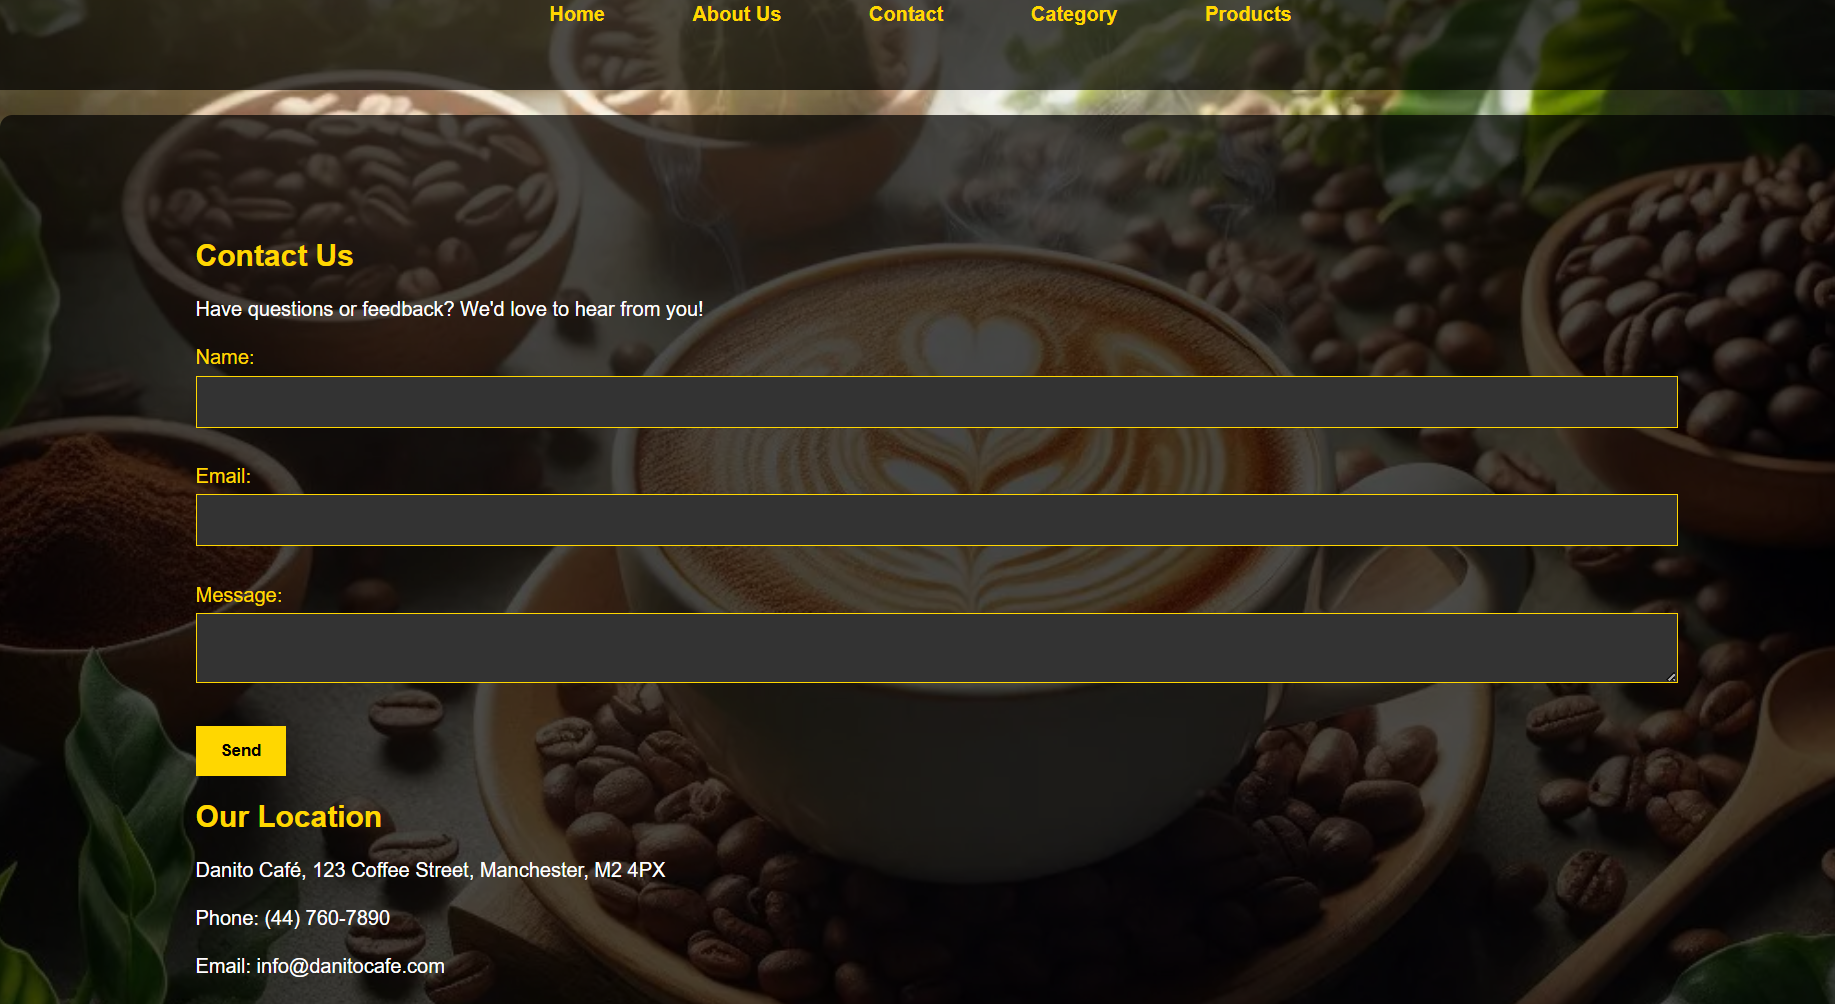 Home About Us Contact Category Products
Contact Us
Have questions or feedback? We'd love to hear from you!
Name:
Email:
Message:
Send
Our Location
Danito Café, 123 Coffee Street, Manchester, M2 4PX
Phone: (44) 760-7890
Email: info@danitocafe.com